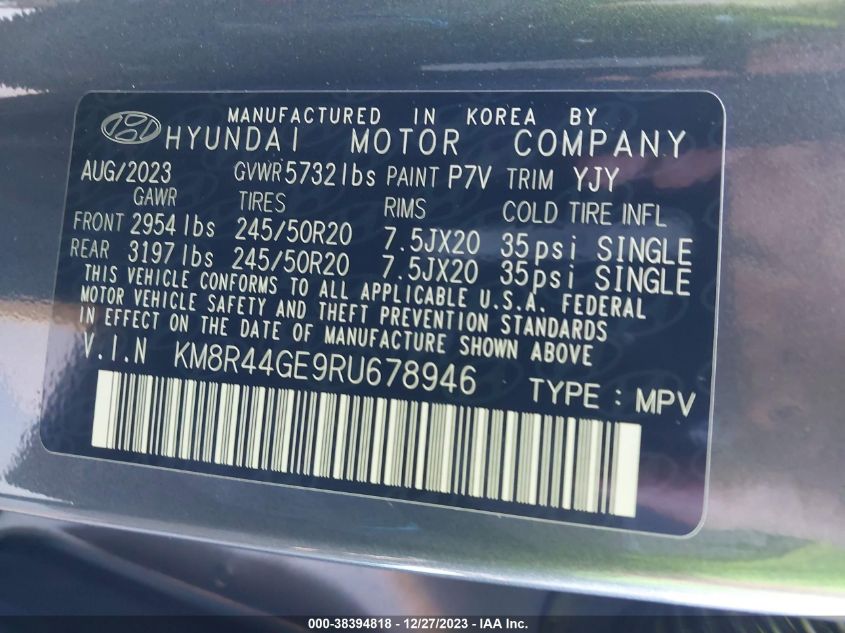 MANUFACTURED IN KOREA BY
HYUNDAI MOTOR COMPANY
AUG/2023 GVWR 5732 lbs PAINT P7V TRIM YJY
GAWR TIRES RIMS COLD TIRE INFL
FRONT 2954 lbs 245/50R20 7.5JX20 35psi SINGLE
REAR 3197 lbs 245/50R20 7.5JX20 35psi SINGLE
THIS VEHICLE CONFORMS TO ALL APPLICABLE U.S.A. FEDERAL
MOTOR VEHICLE SAFETY AND THEFT PREVENTION STANDARDS
IN EFFECT ON THE DATE OF MANUFACTURE SHOWN ABOVE
V.I.N KM8R44GE9RU678946 TYPE : MPV
000-38394818 - 12/27/2023 - IAA Inc.